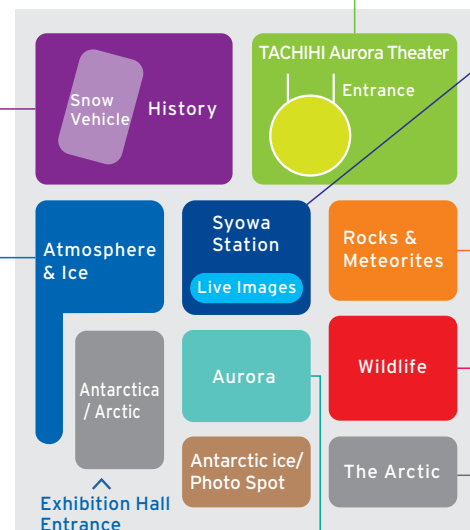 TACHIHI Aurora Theater
Entrance
Snow
Vehicle
History
Atmosphere
& Ice
Syowa
Station
Live Images
Rocks &
Meteorites
Antarctica
/ Arctic
Aurora
Wildlife
Antarctic ice/
Photo Spot
The Arctic
Exhibition Hall
Entrance